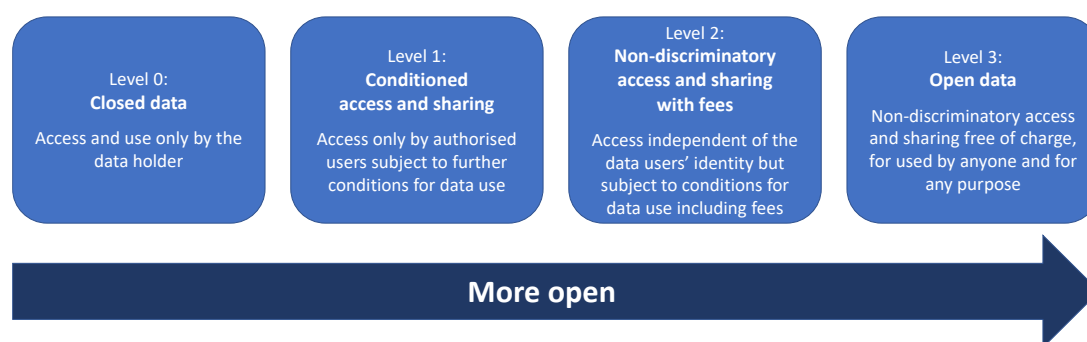 Level 0:
Closed data
Access and use only by the
data holder
Level 1:
Conditioned
access and sharing
Access only by authorised
users subject to further
conditions for data use
Level 2:
Non-discriminatory
access and sharing
with fees
Access independent of the
data users’ identity but
subject to conditions for
data use including fees
Level 3:
Open data
Non-discriminatory access
and sharing free of charge,
for used by anyone and for
any purpose
More open